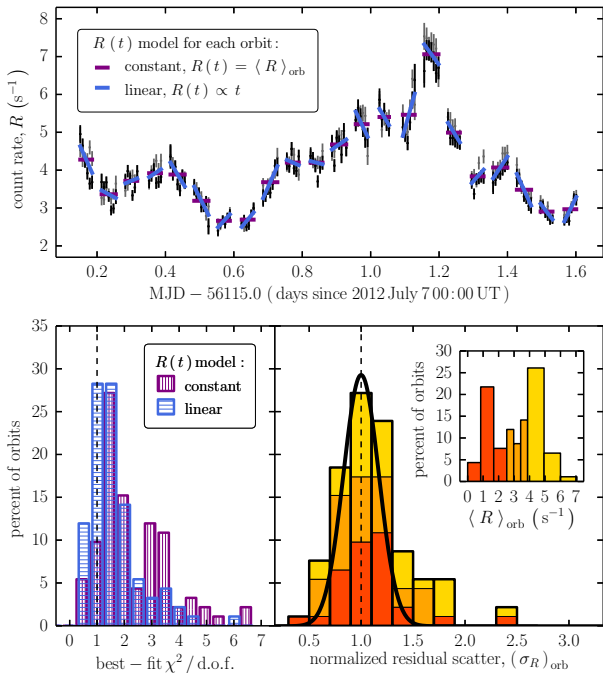 8
7
6
5
4
3
2
count rate, R (s⁻¹)
R(t) model for each orbit:
constant, R(t) = ⟨R⟩orb
linear, R(t) ∝ t
0.2 0.4 0.6 0.8 1.0 1.2 1.4 1.6
MJD − 56115.0 (days since 2012 July 7 00:00 UT)
35
30
25
20
15
10
5
0
percent of orbits
R(t) model:
constant
linear
0 1 2 3 4 5 6 7
best − fit χ² / d.o.f.
30
25
20
15
10
5
0
percent of orbits
0 1 2 3 4 5 6 7
⟨R⟩orb (s⁻¹)
0.5 1.0 1.5 2.0 2.5 3.0
normalized residual scatter, (σR)orb